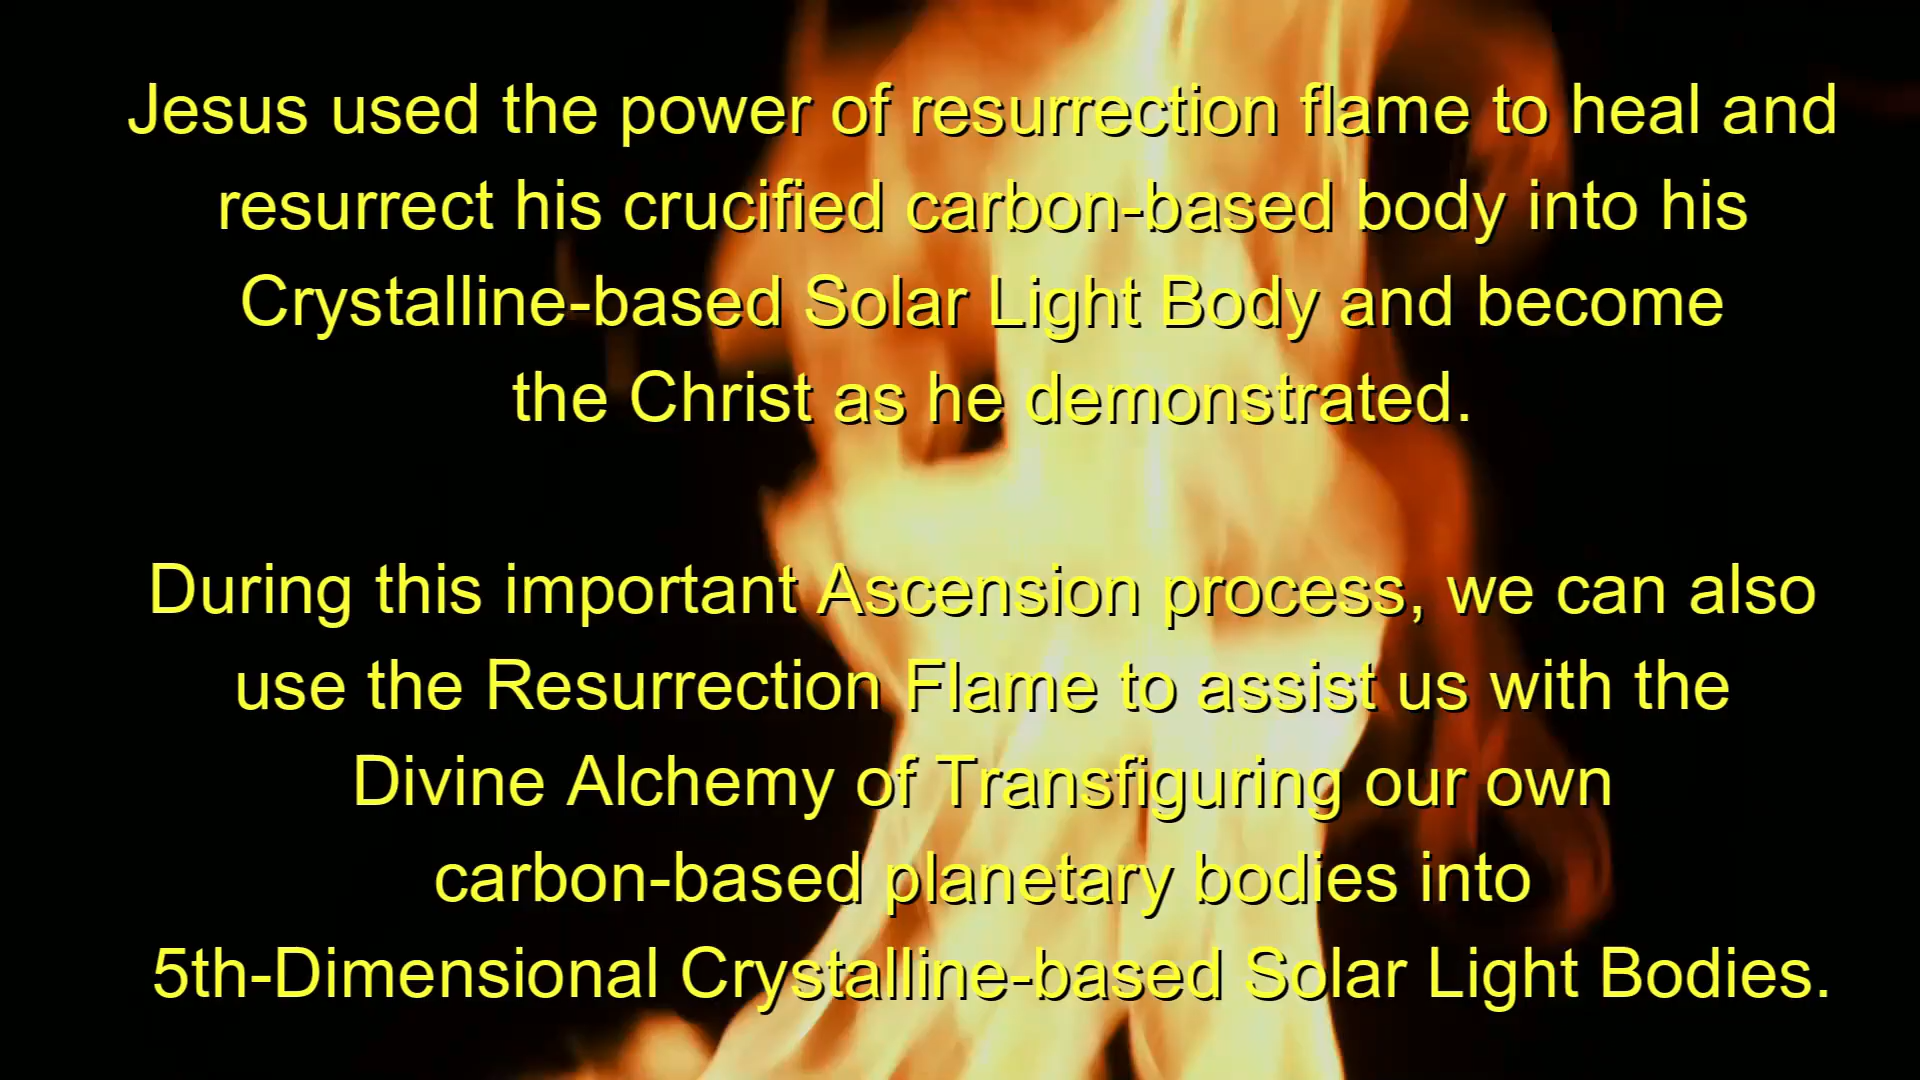 Jesus used the power of resurrection flame to heal and
resurrect his crucified carbon-based body into his
Crystalline-based Solar Light Body and become
the Christ as he demonstrated.
During this important Ascension process, we can also
use the Resurrection Flame to assist us with the
Divine Alchemy of Transfiguring our own
carbon-based planetary bodies into
5th-Dimensional Crystalline-based Solar Light Bodies.